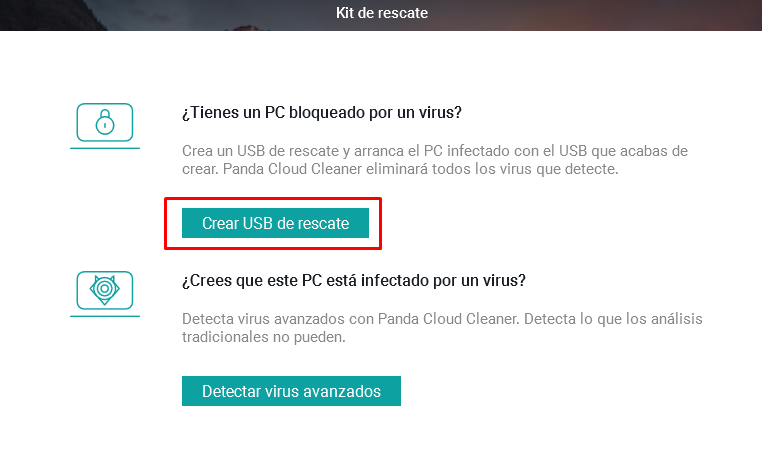 Kit de rescate
¿Tienes un PC bloqueado por un virus?
Crea un USB de rescate y arranca el PC infectado con el USB que acabas de
crear. Panda Cloud Cleaner eliminará todos los virus que detecte.
Crear USB de rescate
¿Crees que este PC está infectado por un virus?
Detecta virus avanzados con Panda Cloud Cleaner. Detecta lo que los análisis
tradicionales no pueden.
Detectar virus avanzados